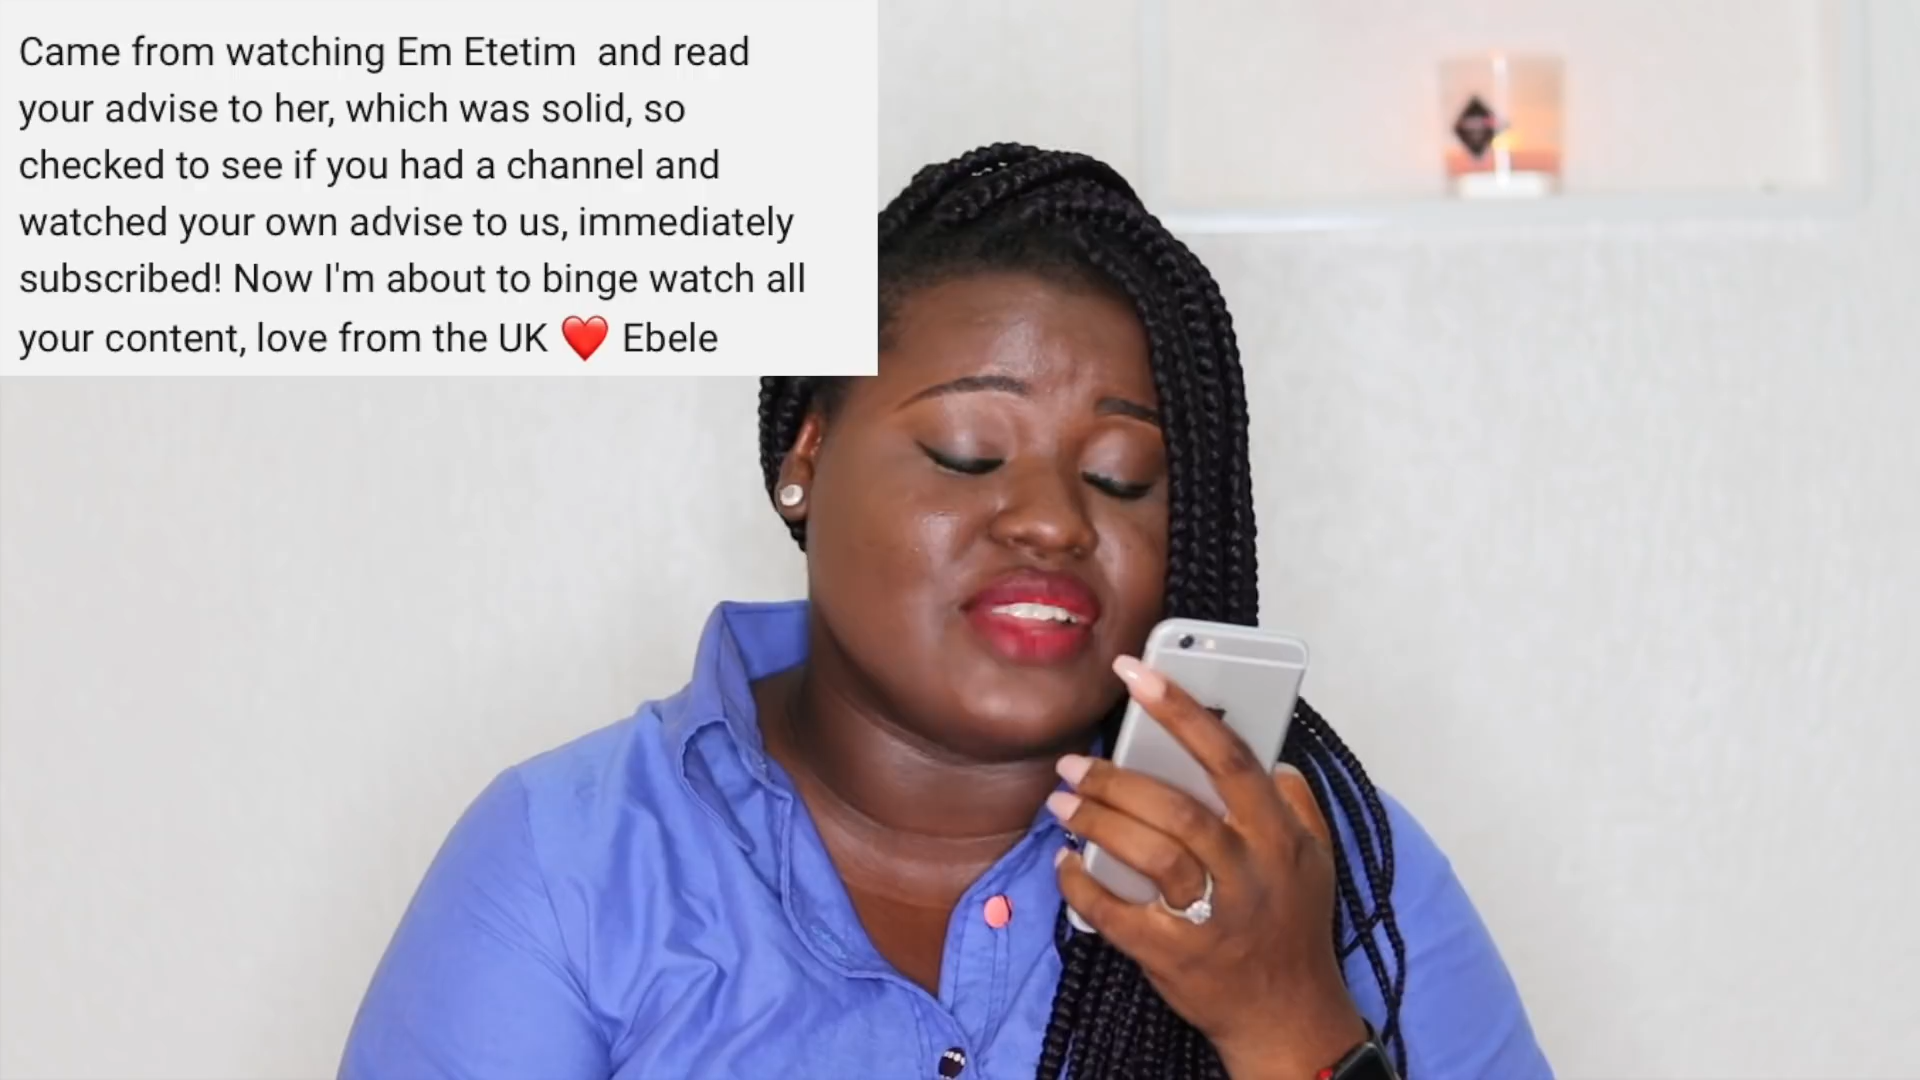 Came from watching Em Etetim  and read
your advise to her, which was solid, so
checked to see if you had a channel and
watched your own advise to us, immediately
subscribed! Now I'm about to binge watch all
your content, love from the UK ❤️ Ebele